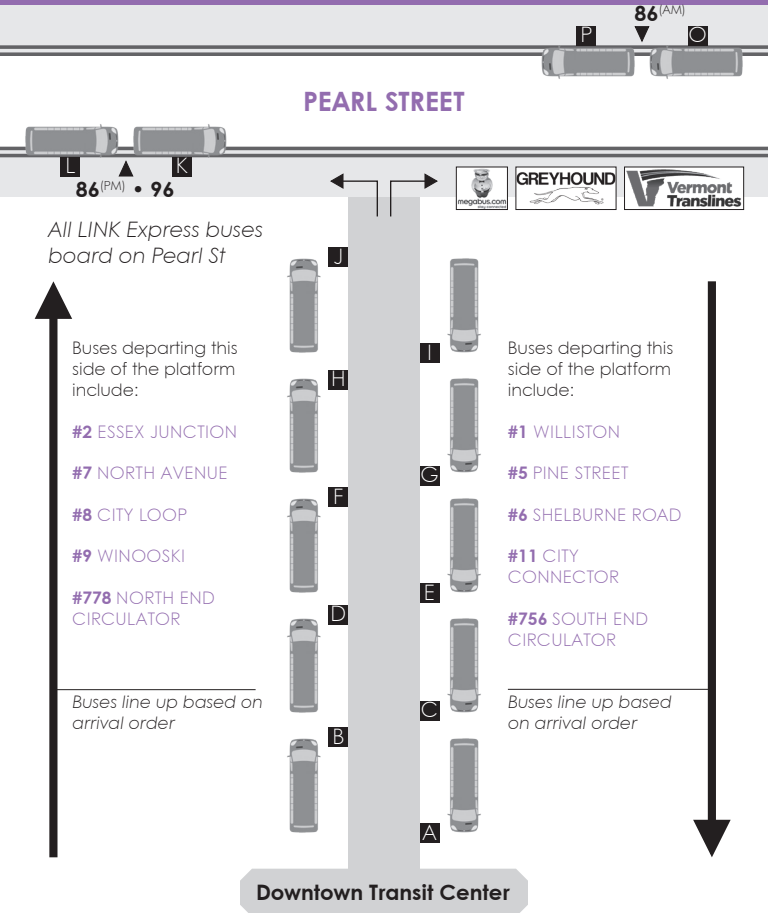 86(AM)
P
O
PEARL STREET
L
K
86(PM) • 96
megabus.com
GREYHOUND
Vermont
Translines
All LINK Express buses
board on Pearl St
J
I
H
G
F
E
D
C
B
A
Buses departing this
side of the platform
include:
#2 ESSEX JUNCTION
#7 NORTH AVENUE
#8 CITY LOOP
#9 WINOOSKI
#778 NORTH END
CIRCULATOR
Buses line up based on
arrival order
Buses departing this
side of the platform
include:
#1 WILLISTON
#5 PINE STREET
#6 SHELBURNE ROAD
#11 CITY
CONNECTOR
#756 SOUTH END
CIRCULATOR
Buses line up based
on arrival order
Downtown Transit Center